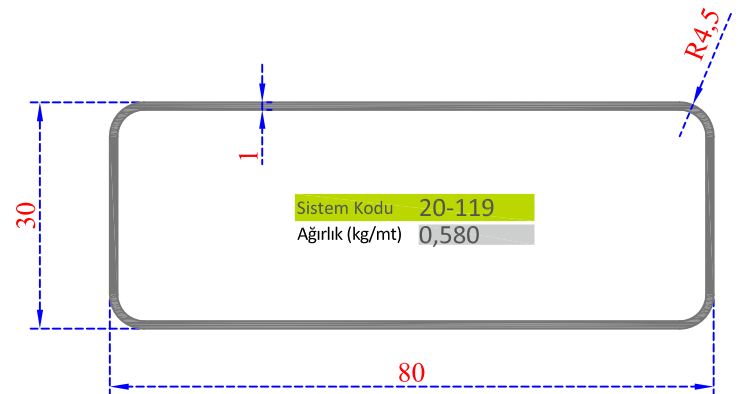 R4,5
1
30
Sistem Kodu 20-119
Ağırlık (kg/mt) 0,580
80